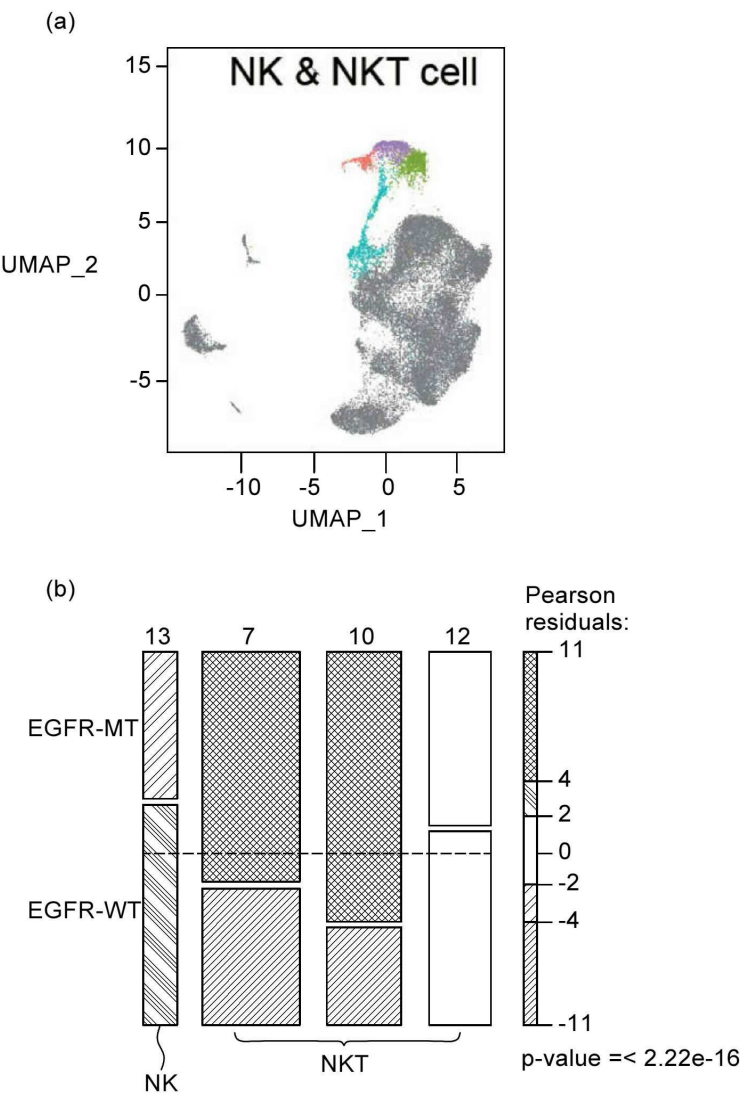 (a)
NK & NKT cell
15
10
5
0
-5
UMAP_2
-10 -5 0 5
UMAP_1
(b)
Pearson
residuals:
13 7 10 12
11
4
2
0
-2
-4
-11
EGFR-MT
EGFR-WT
NK
NKT
p-value =< 2.22e-16